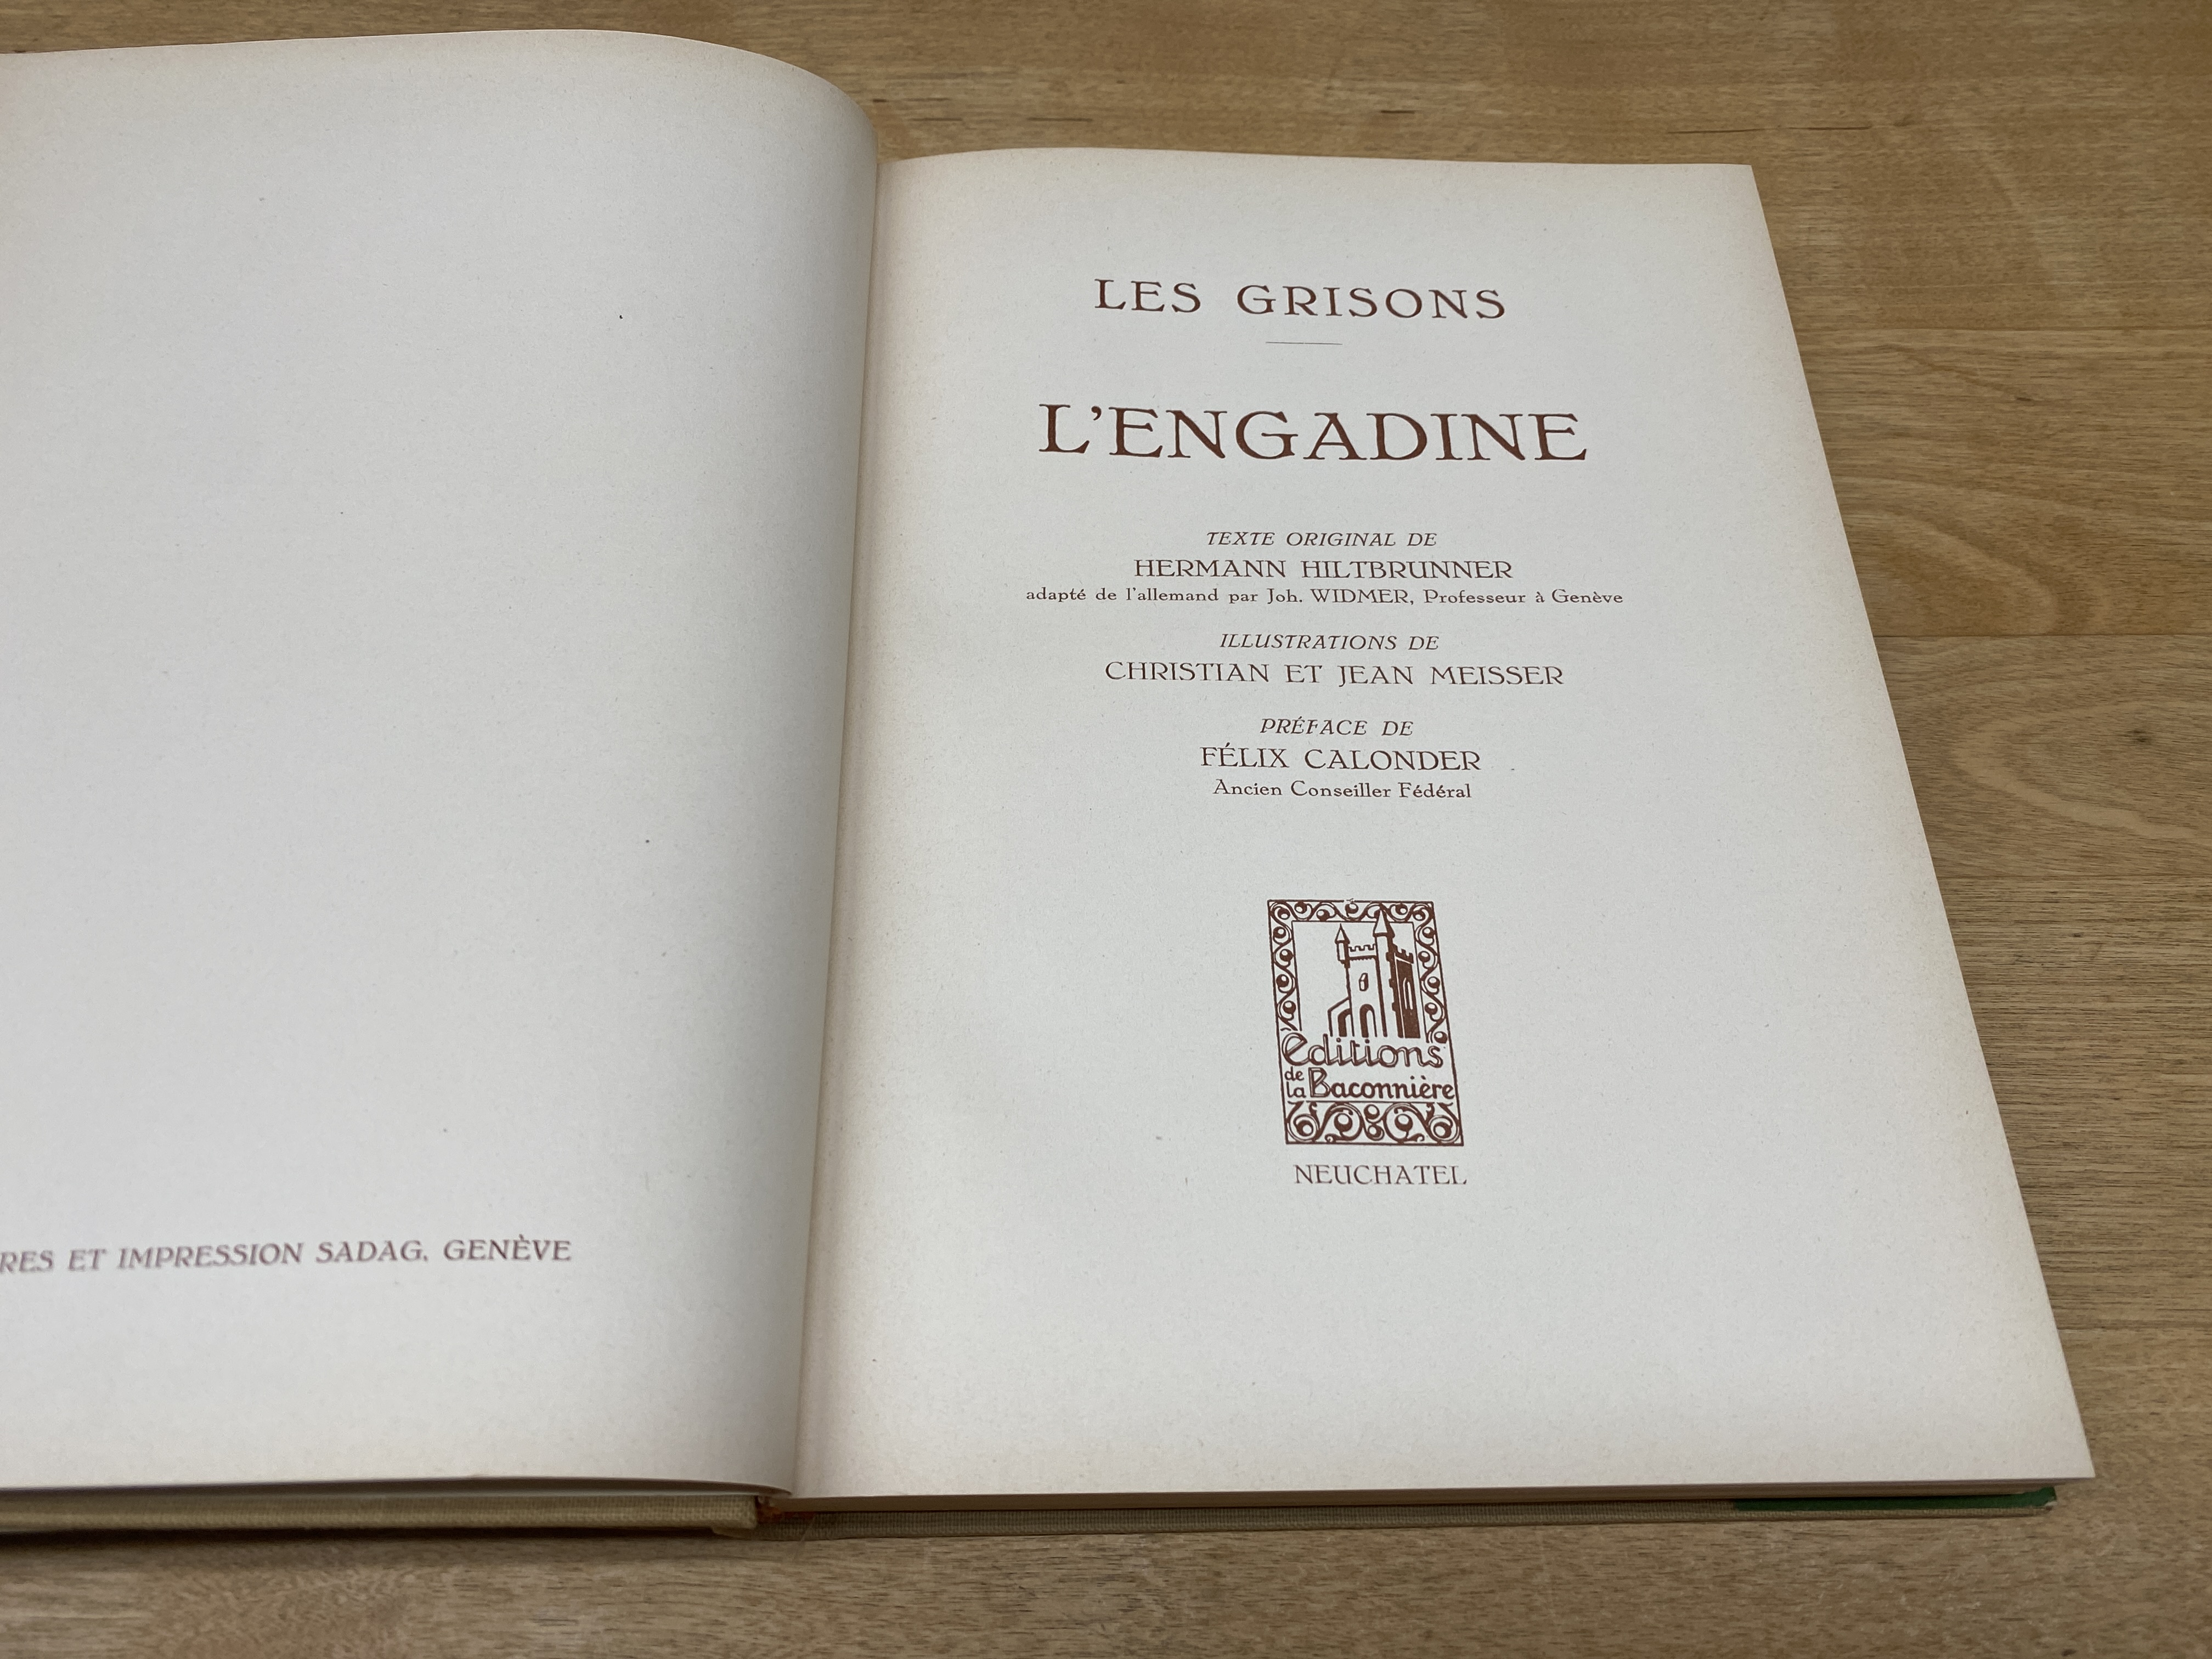 RES ET IMPRESSION SADAG, GENÈVE
LES GRISONS
L'ENGADINE
TEXTE ORIGINAL DE
HERMANN HILTBRUNNER
adapté de l'allemand par Joh. WIDMER, Professeur à Genève
ILLUSTRATIONS DE
CHRISTIAN ET JEAN MEISSER
PRÉFACE DE
FÉLIX CALONDER
Ancien Conseiller Fédéral
éditions
de la Baconnière
NEUCHATEL